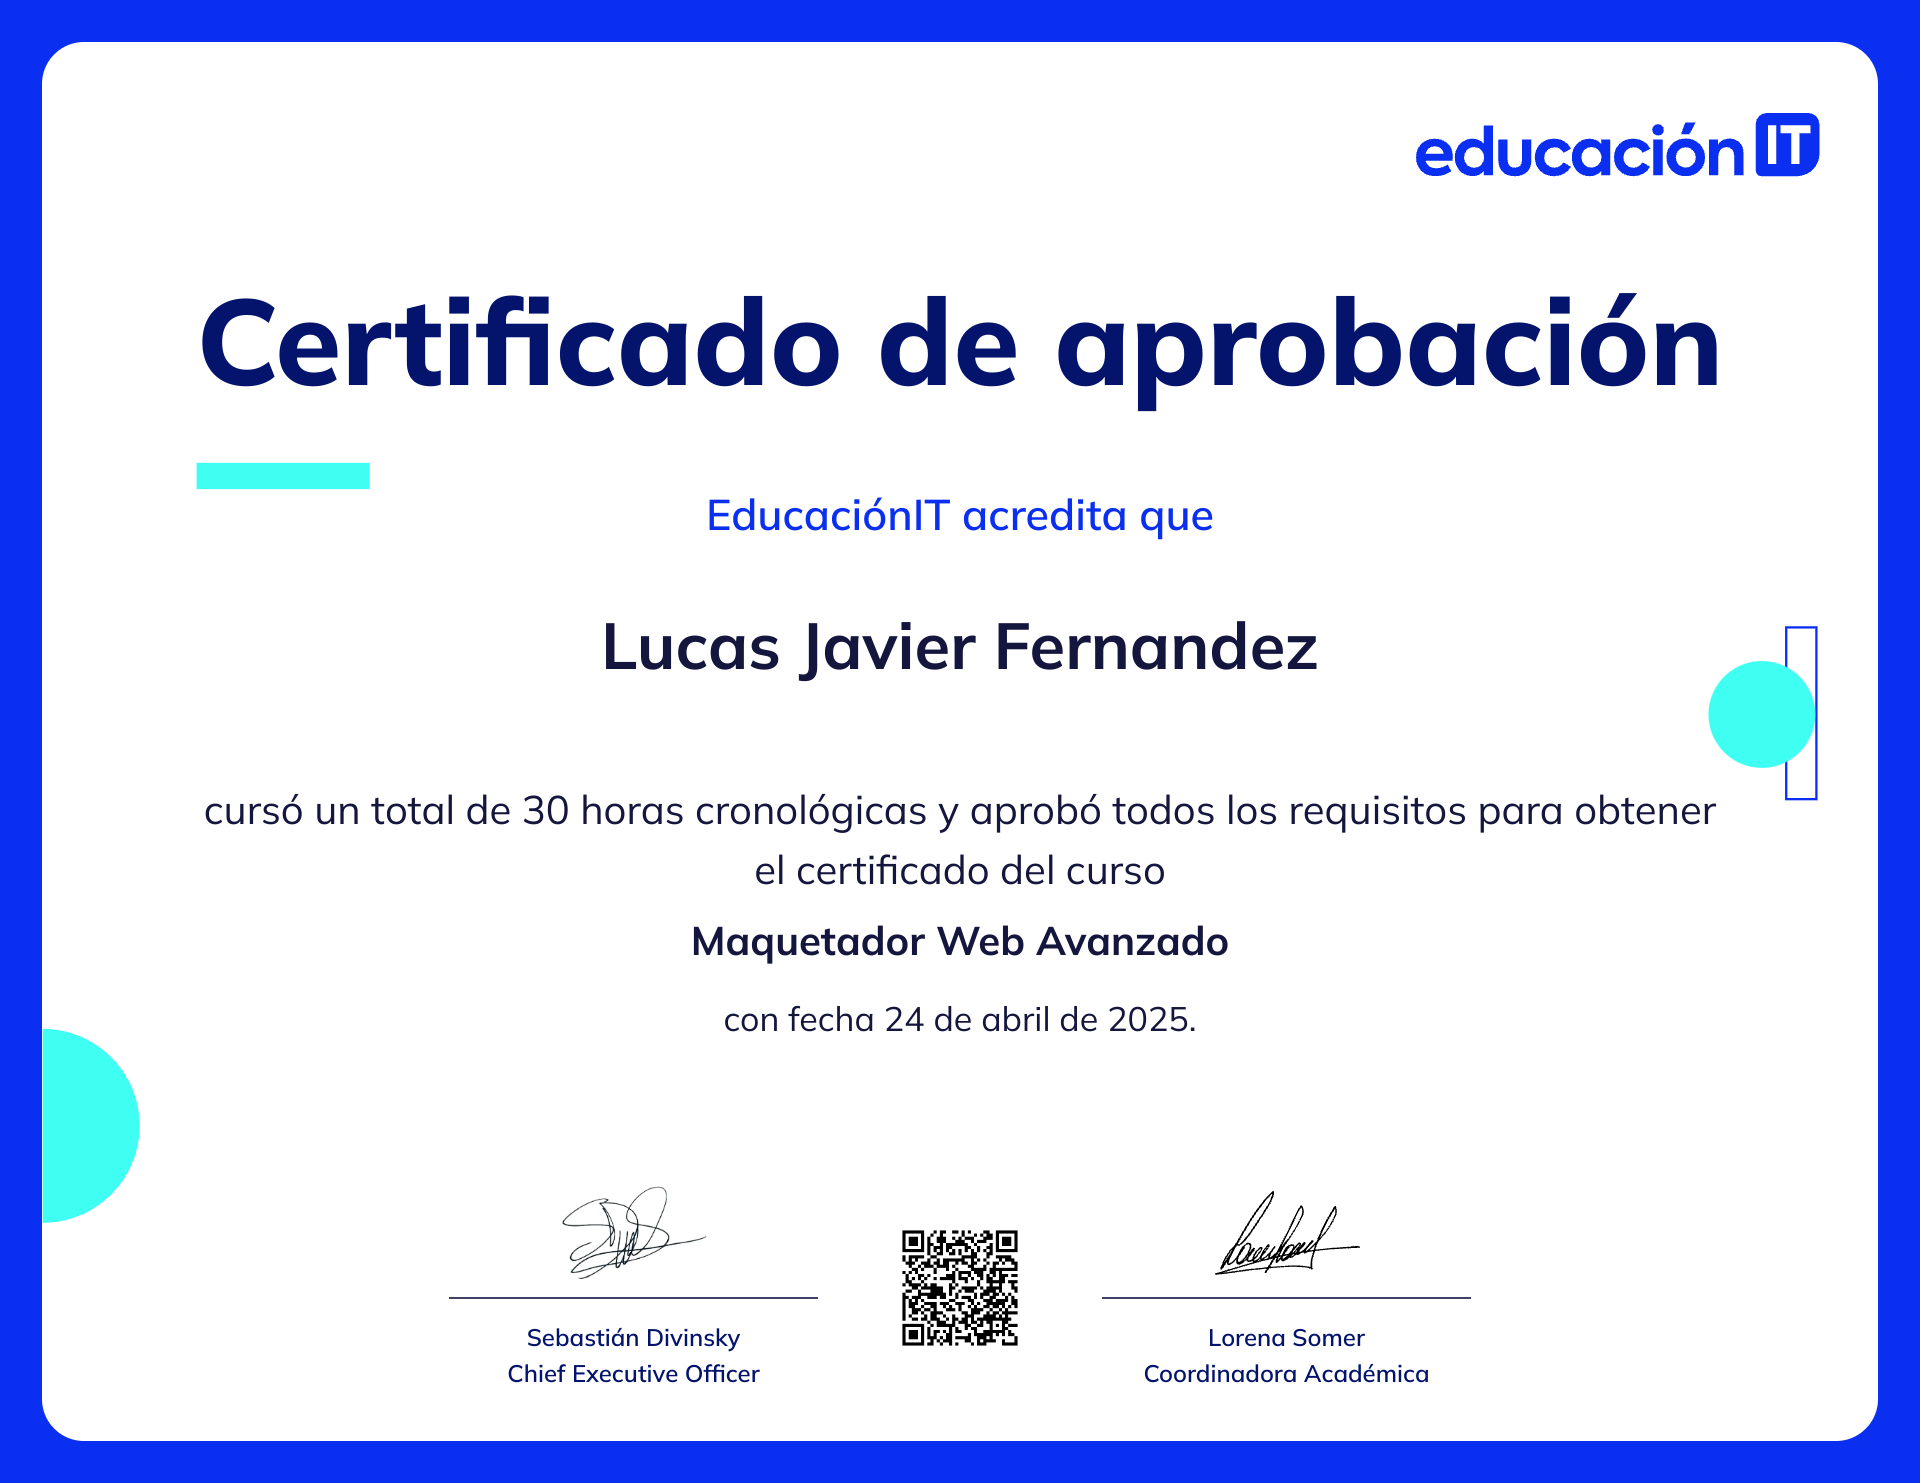 educaciónIT
Certificado de aprobación
EducaciónIT acredita que
Lucas Javier Fernandez
cursó un total de 30 horas cronológicas y aprobó todos los requisitos para obtener
el certificado del curso
Maquetador Web Avanzado
con fecha 24 de abril de 2025.
Sebastián Divinsky
Chief Executive Officer
Lorena Somer
Coordinadora Académica